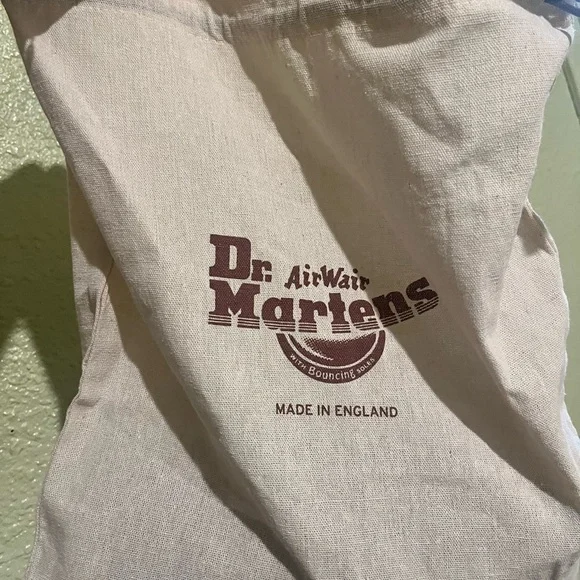 Dr. AirWair
Martens
WITH Bouncing SOLES
MADE IN ENGLAND